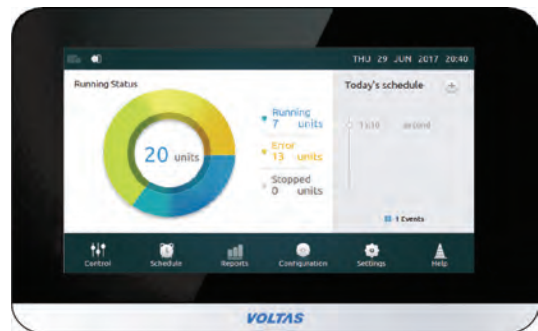 THU 29 JUN 2017 20:40
Running Status
Today's schedule
20 units
Running
7 units
Error
13 units
Stopped
0 units
1 Events
Control
Schedule
Reports
Configuration
Settings
Help
VOLTAS